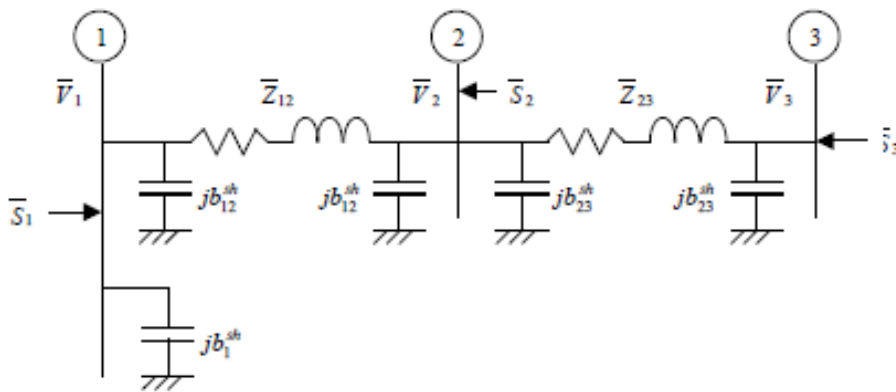 1 2 3
V̅₁ Z̅₁₂ V̅₂ S̅₂ Z̅₂₃ V̅₃
S̅₁ jb₁₂ˢʰ jb₁₂ˢʰ jb₂₃ˢʰ jb₂₃ˢʰ
jb₁ˢʰ